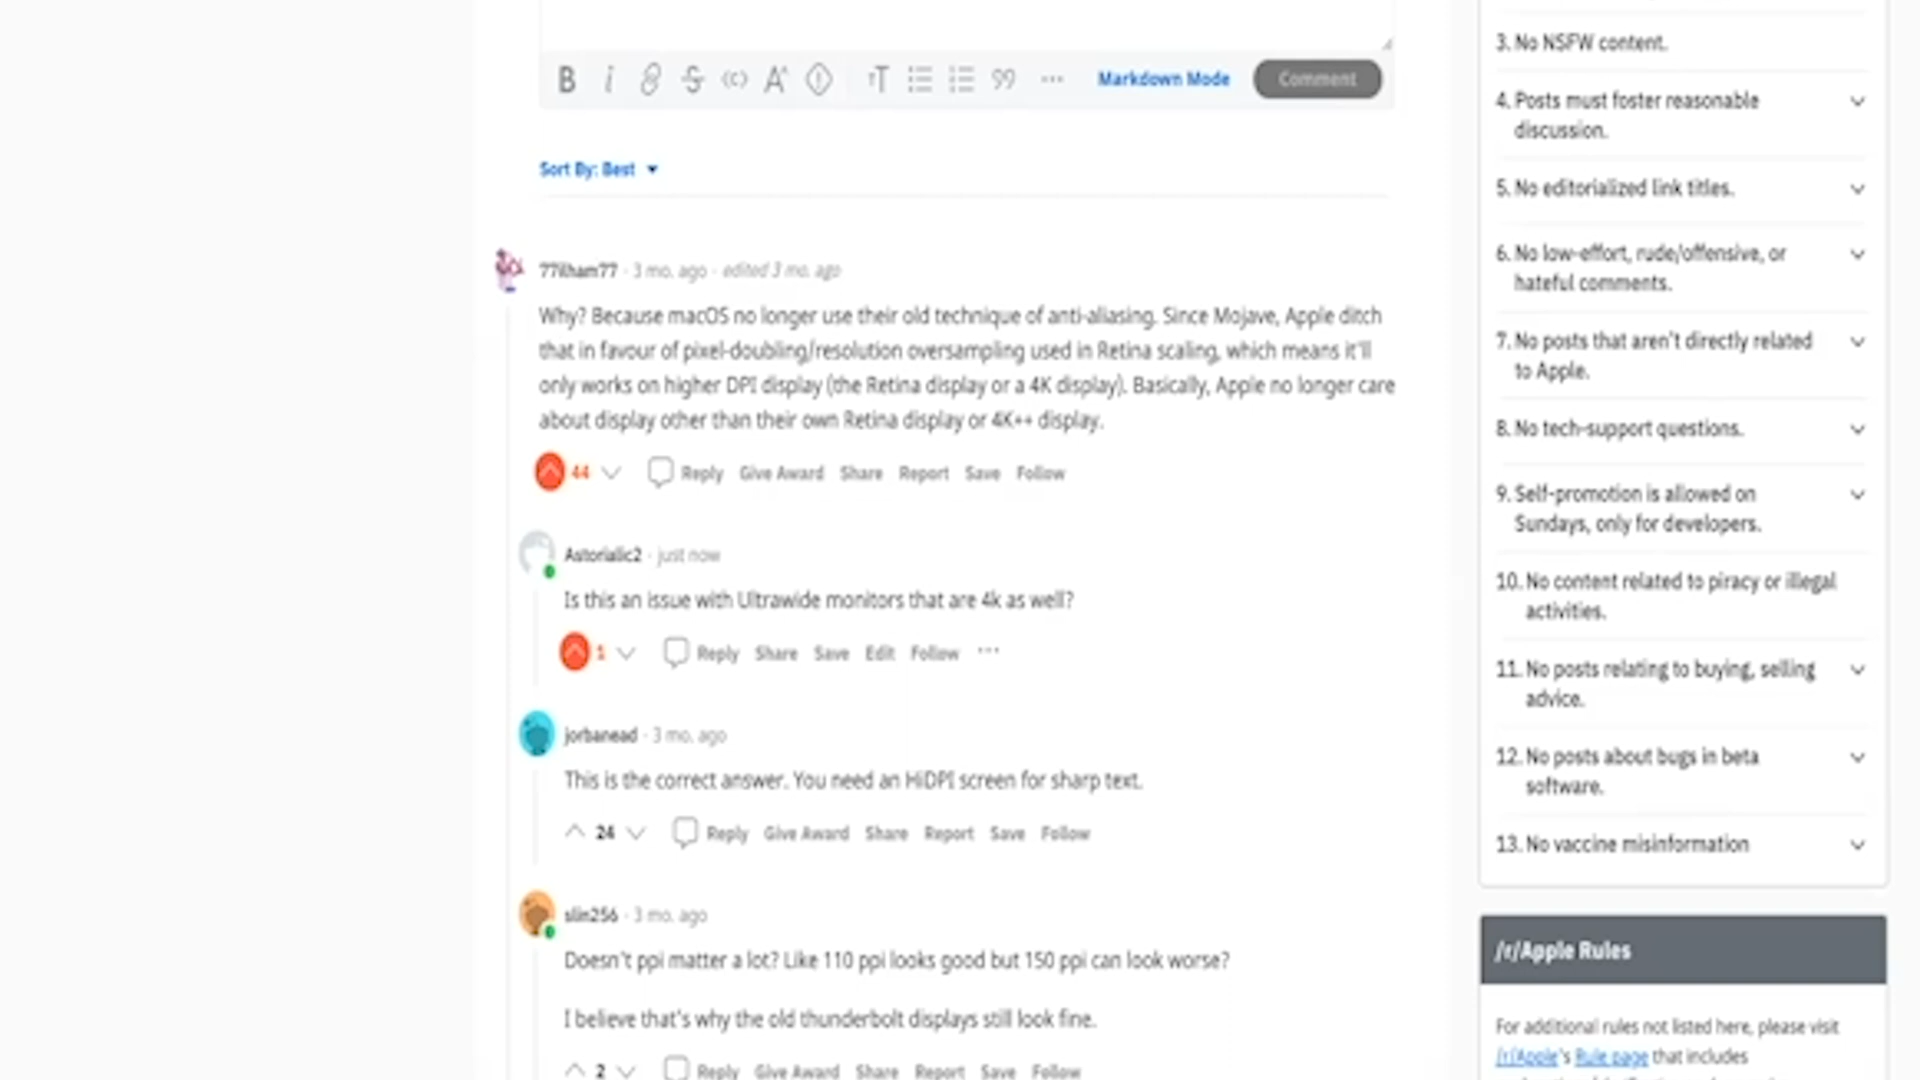 Markdown Mode
Comment
Sort By: Best
77ilham77 · 3 mo. ago · edited 3 mo. ago
Why? Because macOS no longer use their old technique of anti-aliasing. Since Mojave, Apple ditch
that in favour of pixel-doubling/resolution oversampling used in Retina scaling, which means it'll
only works on higher DPI display (the Retina display or a 4K display). Basically, Apple no longer care
about display other than their own Retina display or 4K++ display.
44 Reply Give Award Share Report Save Follow
Astorialic2 · just now
Is this an issue with Ultrawide monitors that are 4k as well?
1 Reply Share Save Edit Follow ···
jorbanead · 3 mo. ago
This is the correct answer. You need an HiDPI screen for sharp text.
24 Reply Give Award Share Report Save Follow
slin256 · 3 mo. ago
Doesn't ppi matter a lot? Like 110 ppi looks good but 150 ppi can look worse?
I believe that's why the old thunderbolt displays still look fine.
2 Reply Give Award Share Report Save Follow
3. No NSFW content.
4. Posts must foster reasonable
discussion.
5. No editorialized link titles.
6. No low-effort, rude/offensive, or
hateful comments.
7. No posts that aren't directly related
to Apple.
8. No tech-support questions.
9. Self-promotion is allowed on
Sundays, only for developers.
10. No content related to piracy or illegal
activities.
11. No posts relating to buying, selling
advice.
12. No posts about bugs in beta
software.
13. No vaccine misinformation
/r/Apple Rules
For additional rules not listed here, please visit
/r/Apple's Rule page that includes